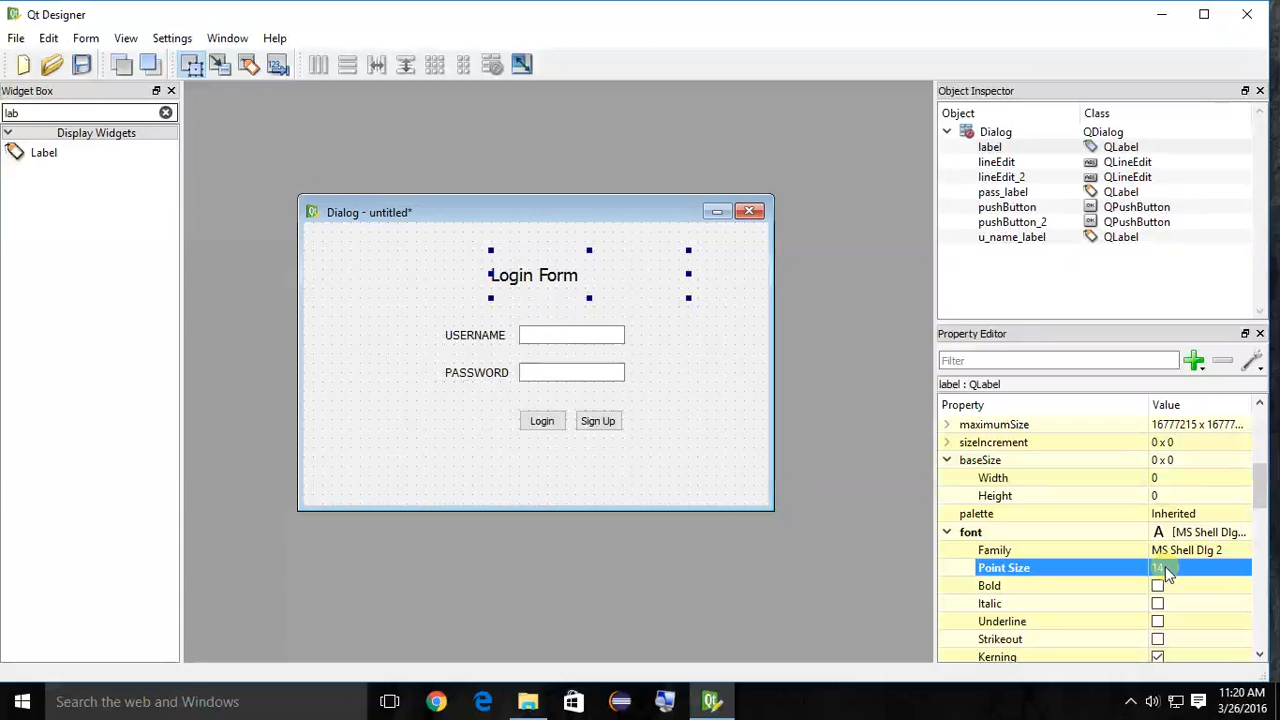 Qt Designer
File Edit Form View Settings Window Help
Widget Box
lab
Display Widgets
Label
Dialog - untitled*
Login Form
USERNAME
PASSWORD
Login Sign Up
Object Inspector
Object Class
Dialog QDialog
label QLabel
lineEdit QLineEdit
lineEdit_2 QLineEdit
pass_label QLabel
pushButton QPushButton
pushButton_2 QPushButton
u_name_label QLabel
Property Editor
Filter
label : QLabel
Property Value
maximumSize 16777215 x 16777...
sizeIncrement 0 x 0
baseSize 0 x 0
Width 0
Height 0
palette Inherited
font A [MS Shell Dlg...
Family MS Shell Dlg 2
Point Size 14
Bold
Italic
Underline
Strikeout
Kerning
Search the web and Windows
11:20 AM
3/26/2016